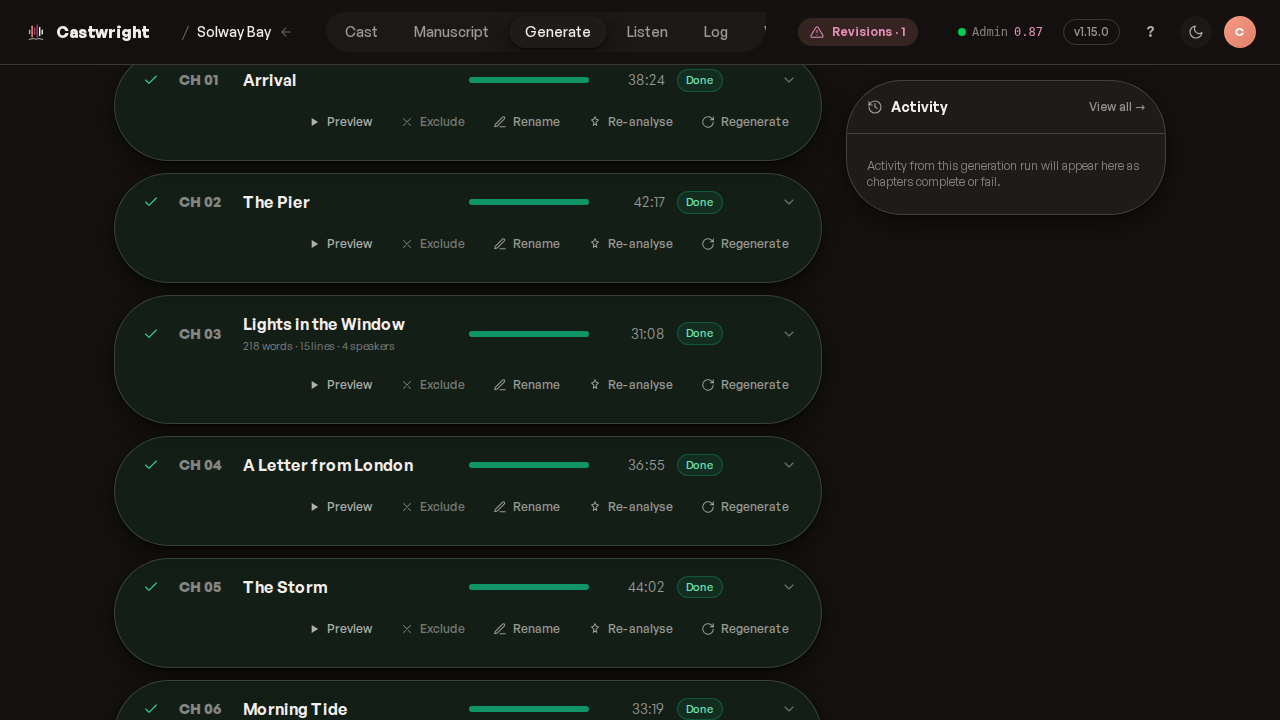 Castwright
/ Solway Bay ←
Cast
Manuscript
Generate
Listen
Log
Revisions · 1
Admin 0.87
v1.15.0
?
C
CH 01
Arrival
38:24
Done
Preview
Exclude
Rename
Re-analyse
Regenerate
CH 02
The Pier
42:17
Done
Preview
Exclude
Rename
Re-analyse
Regenerate
CH 03
Lights in the Window
218 words · 15 lines · 4 speakers
31:08
Done
Preview
Exclude
Rename
Re-analyse
Regenerate
CH 04
A Letter from London
36:55
Done
Preview
Exclude
Rename
Re-analyse
Regenerate
CH 05
The Storm
44:02
Done
Preview
Exclude
Rename
Re-analyse
Regenerate
CH 06
Morning Tide
33:19
Done
Activity
View all →
Activity from this generation run will appear here as
chapters complete or fail.